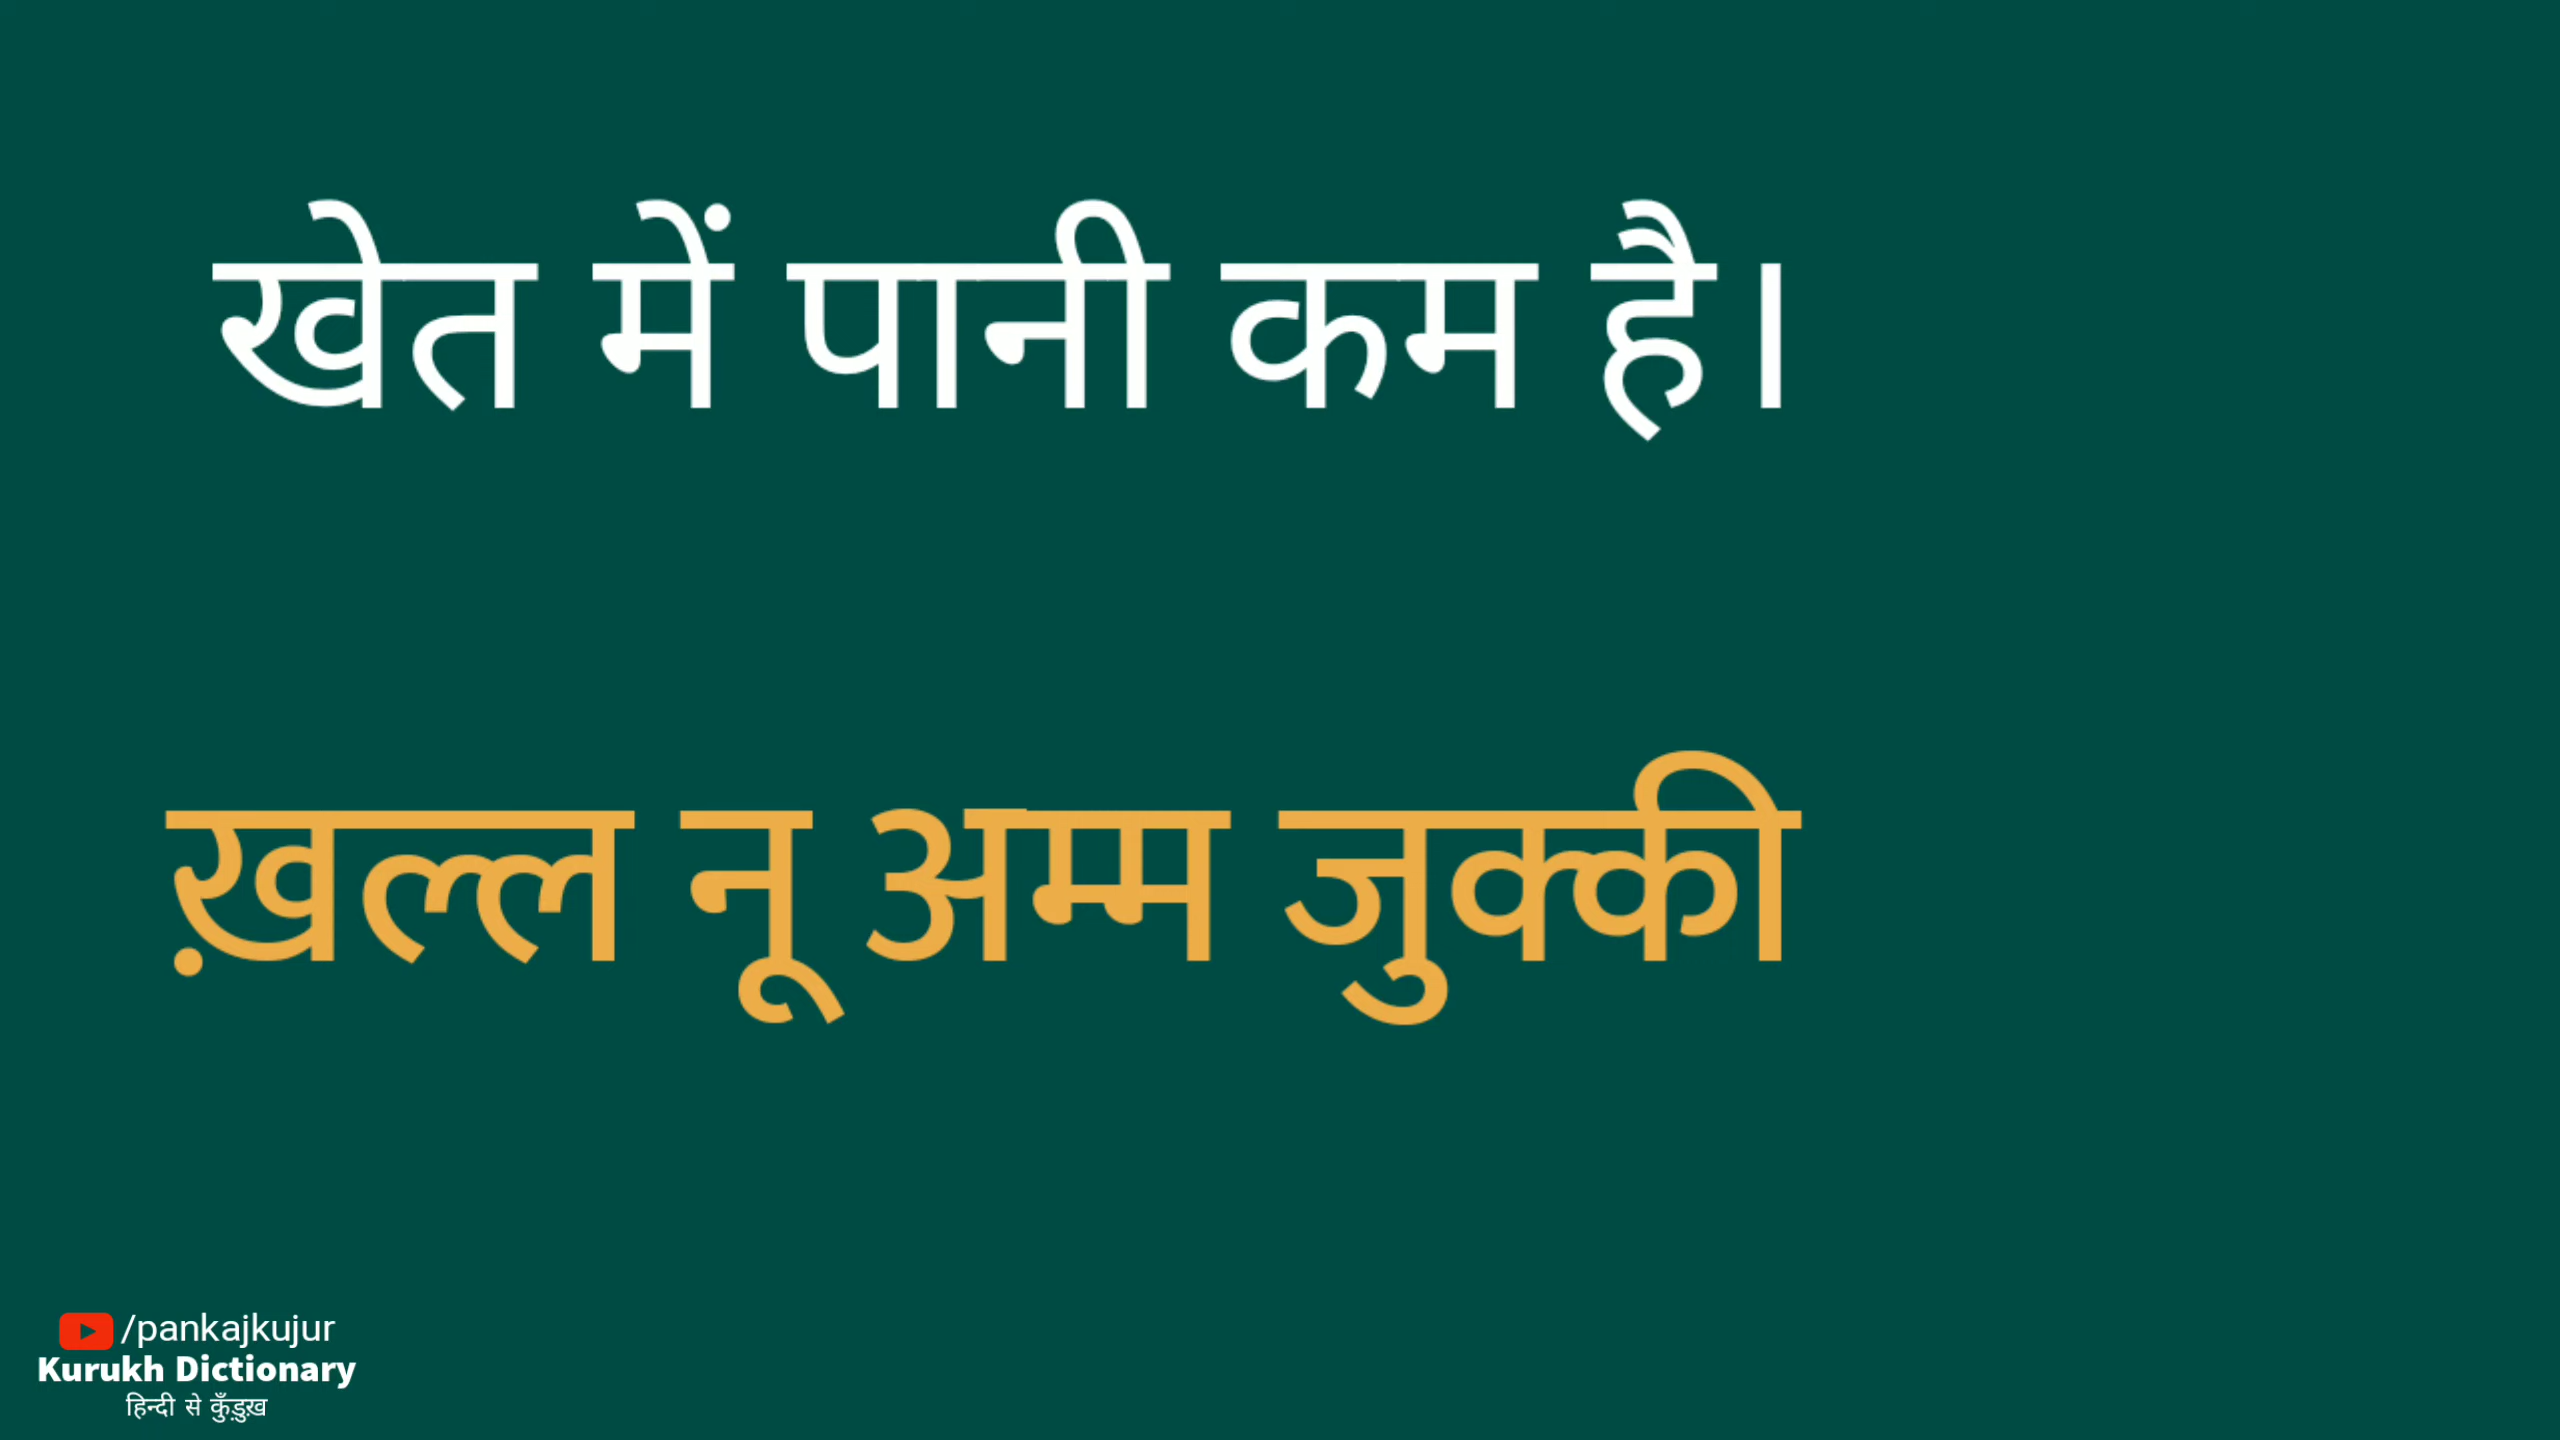 खेत में पानी कम है।
ख़ल्ल नू अम्म जुक्की
/pankajkujur
Kurukh Dictionary
हिन्दी से कुँड़ुख़